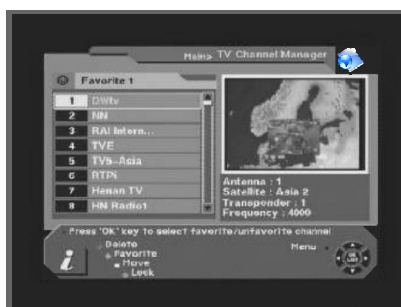 Main> TV Channel Manager
Favorite 1
1 DWtv
2 NN
3 RAI Intern...
4 TVE
5 TVB-Asia
6 RTPi
7 Henan TV
8 HN Radio1
Antenna : 1
Satellite : Asia 2
Transponder : 1
Frequency : 4000
Press 'OK' key to select favorite/unfavorite channel
Delete
Favorite
Move
Lock
Menu